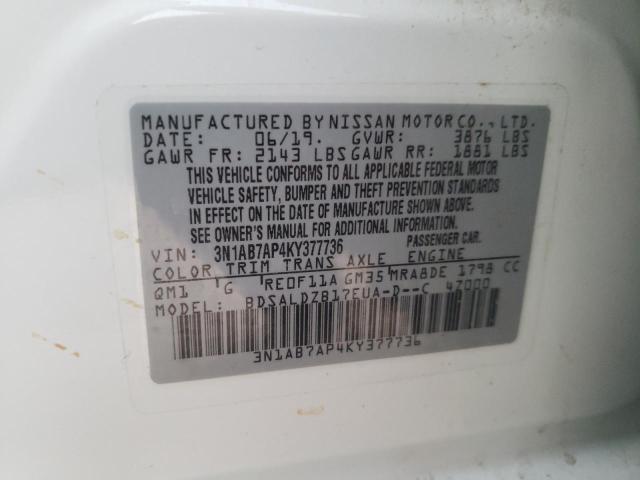 MANUFACTURED BY NISSAN MOTOR CO., LTD.
DATE: 06/19. GVWR: 3876 LBS
GAWR FR: 2143 LBS GAWR RR: 1881 LBS
THIS VEHICLE CONFORMS TO ALL APPLICABLE FEDERAL MOTOR
VEHICLE SAFETY, BUMPER AND THEFT PREVENTION STANDARDS
IN EFFECT ON THE DATE OF MANUFACTURE SHOWN ABOVE.
SEE OWNER'S MANUAL FOR ADDITIONAL INFORMATION.
VIN: 3N1AB7AP4KY377736 PASSENGER CAR.
COLOR TRIM TRANS AXLE ENGINE
QM1 G RE0F11A GM35 MRA8DE 1798 CC
MODEL: BDSALDZB17EUA-D--C 47000
3N1AB7AP4KY377736